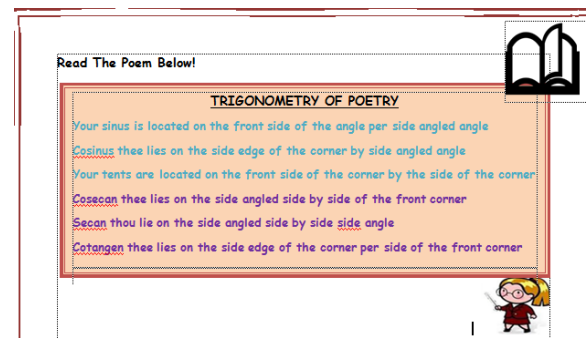 Read The Poem Below!
TRIGONOMETRY OF POETRY
Your sinus is located on the front side of the angle per side angled angle
Cosinus thee lies on the side edge of the corner by side angled angle
Your tents are located on the front side of the corner by the side of the corner
Cosecan thee lies on the side angled side by side of the front corner
Secan thou lie on the side angled side by side side angle
Cotangen thee lies on the side edge of the corner per side of the front corner